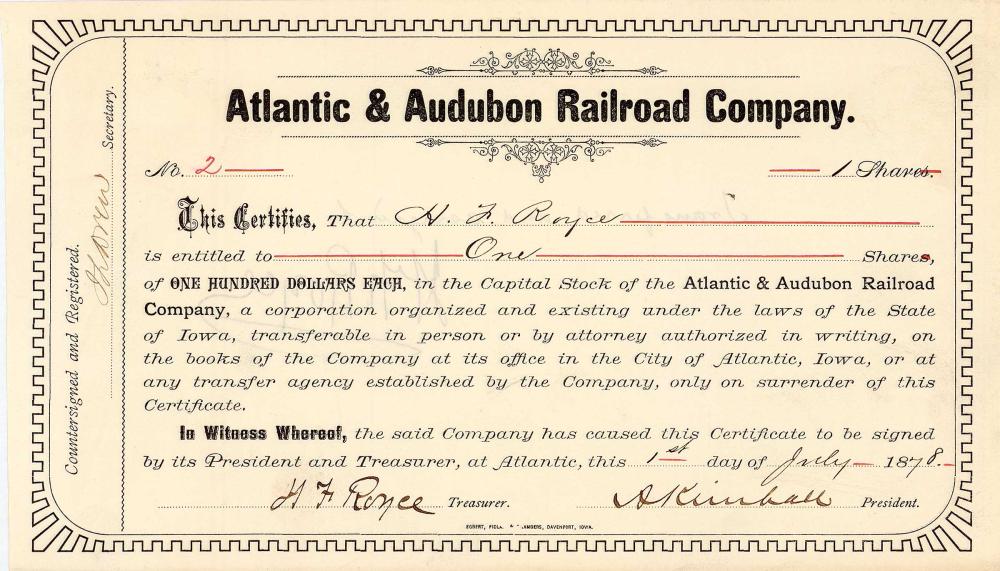 Atlantic & Audubon Railroad Company.
No. 2
1 Shares.
This Certifies, That H. F. Royce
is entitled to One Shares,
of ONE HUNDRED DOLLARS EACH, in the Capital Stock of the Atlantic & Audubon Railroad
Company, a corporation organized and existing under the laws of the State
of Iowa, transferable in person or by attorney authorized in writing, on
the books of the Company at its office in the City of Atlantic, Iowa, or at
any transfer agency established by the Company, only on surrender of this
Certificate.
In Witness Whereof, the said Company has caused this Certificate to be signed
by its President and Treasurer, at Atlantic, this 1st day of July 1878.
H F Royce Treasurer. A Kimball President.
DAVENPORT, IOWA.
Countersigned and Registered.
Secretary.